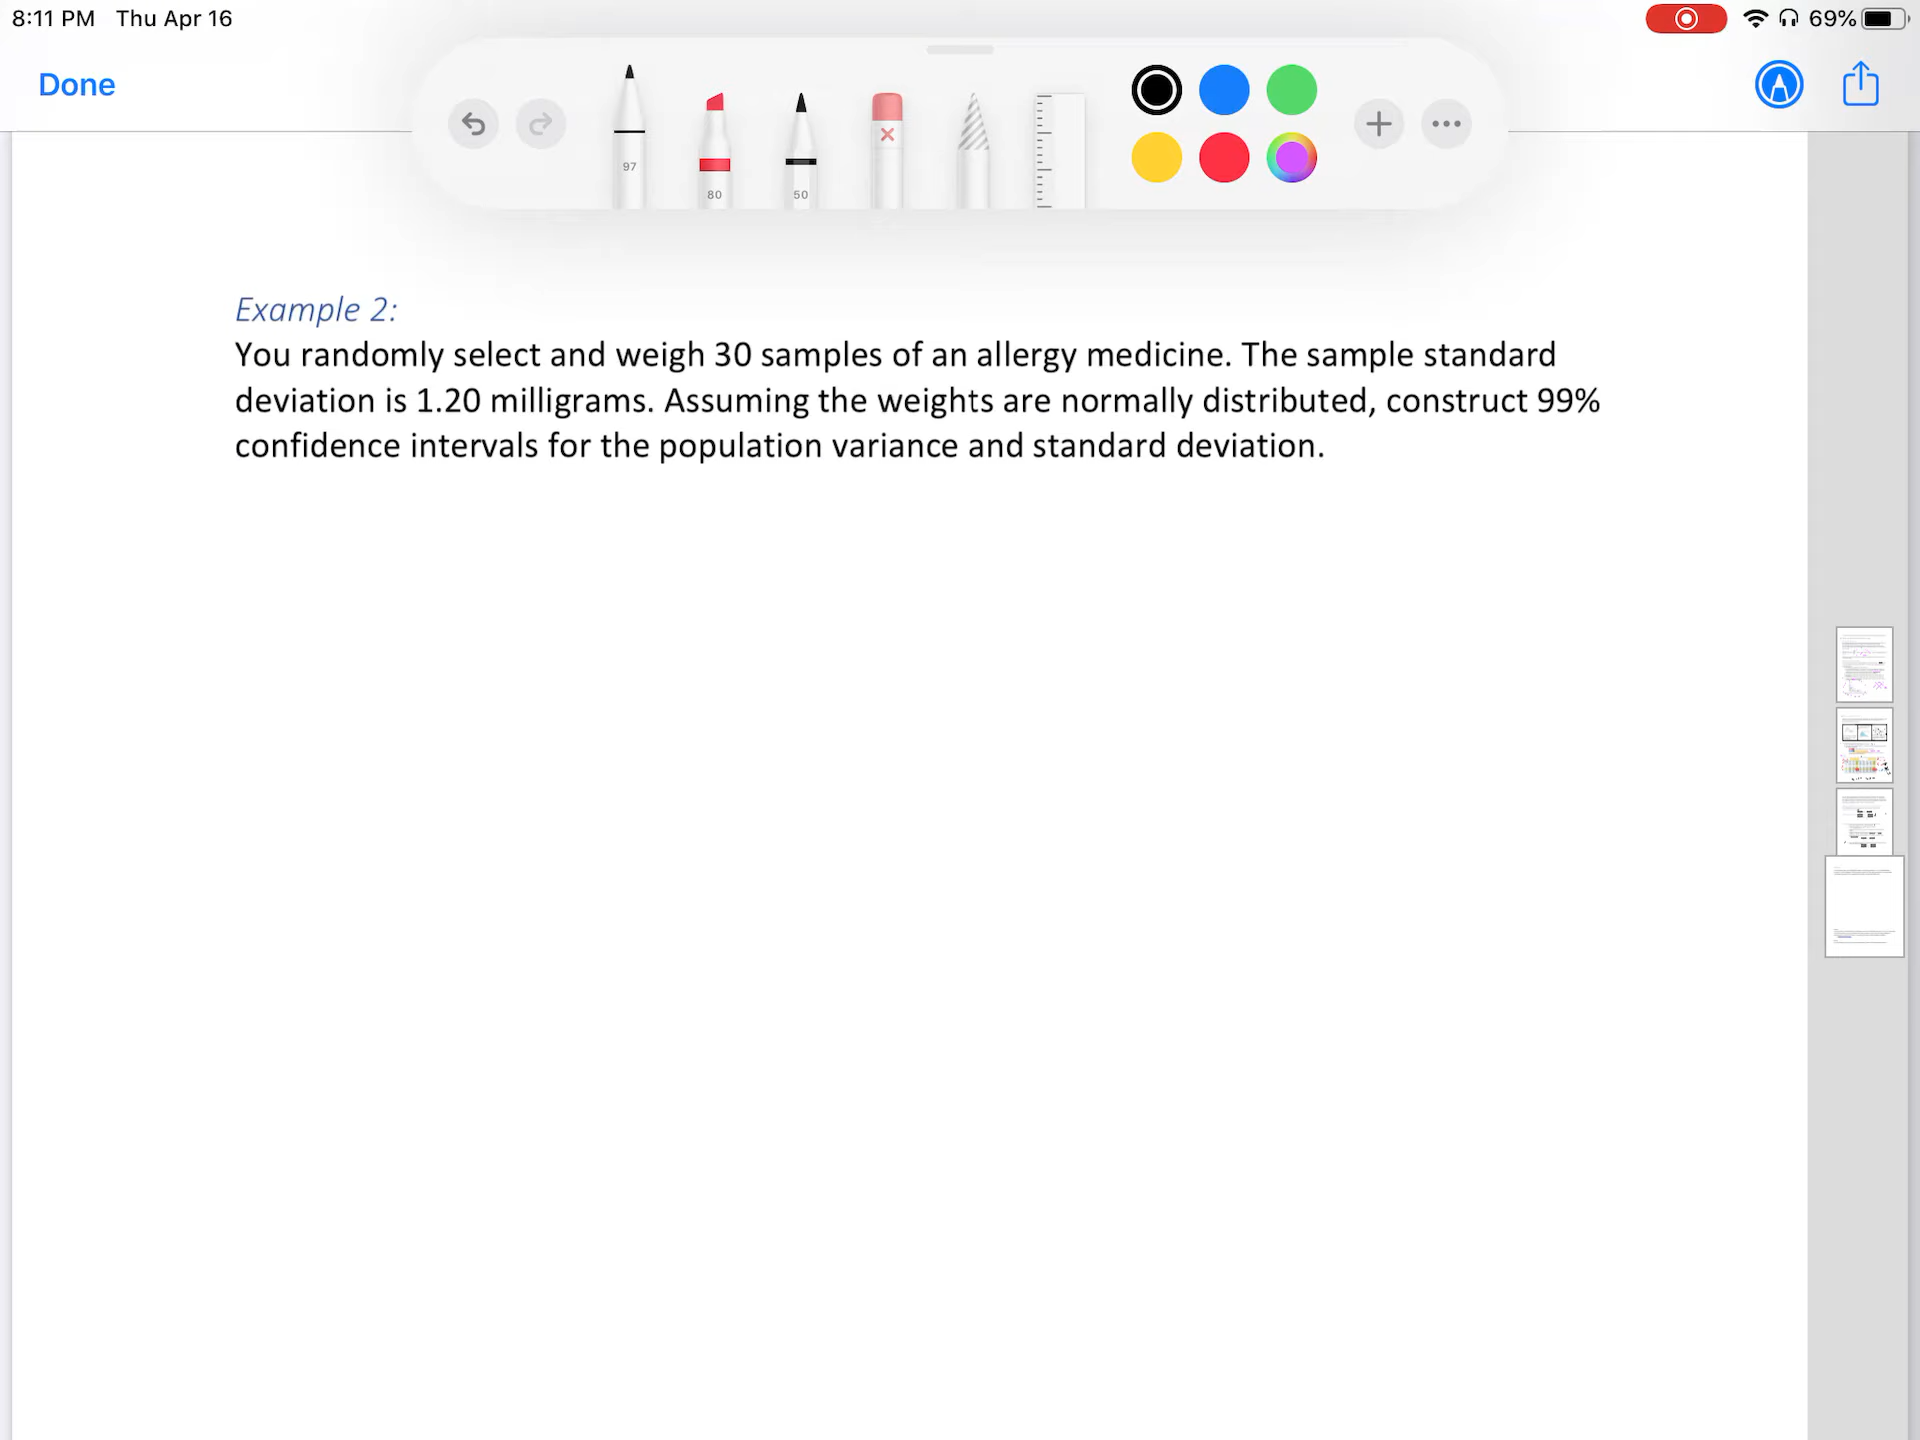 8:11 PM Thu Apr 16
69%
Done
97
80
50
Example 2:
You randomly select and weigh 30 samples of an allergy medicine. The sample standard
deviation is 1.20 milligrams. Assuming the weights are normally distributed, construct 99%
confidence intervals for the population variance and standard deviation.